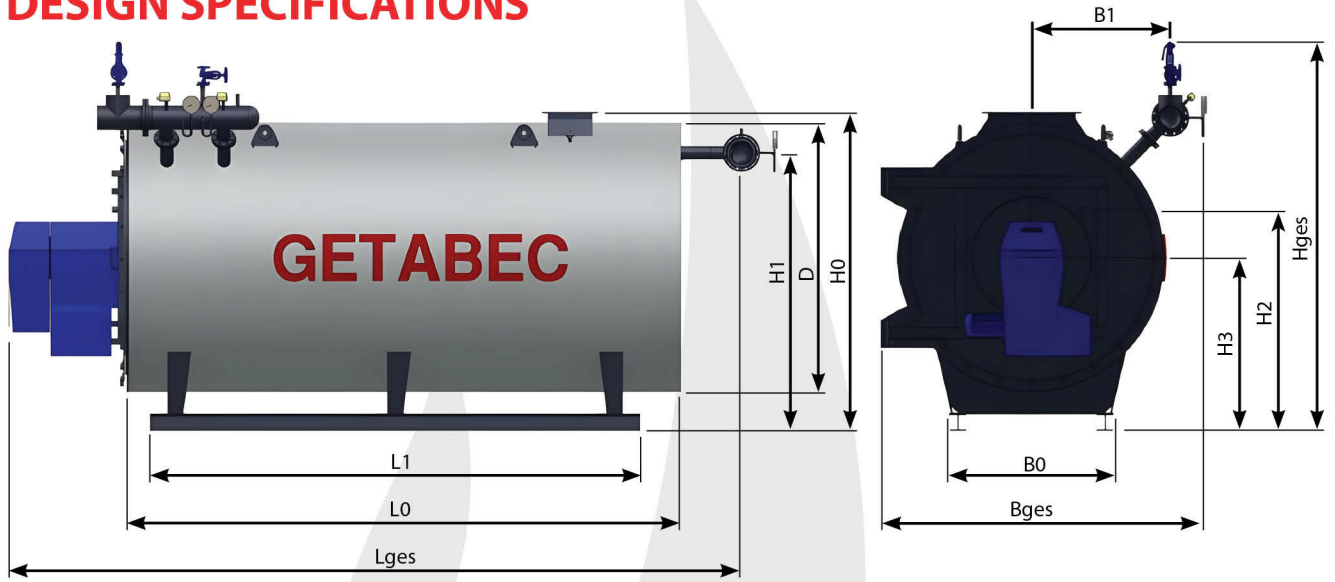 DESIGN SPECIFICATIONS
B1
GETABEC
H1
D
H0
Hges
H3
H2
L1
B0
L0
Bges
Lges